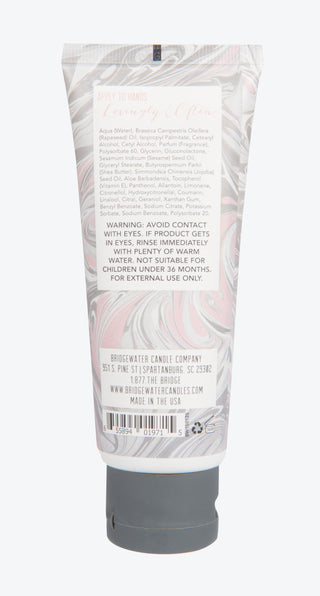 APPLY TO HANDS
Lovingly & Often
Aqua (Water), Brassica Campestris Oleifera
(Rapeseed) Oil; Isopropyl Palmitate, Cetearyl
Alcohol, Cetyl Alcohol, Parfum (Fragrance),
Polysorbate 60, Glycerin, Gluconolactone,
Sesamum Indicum (Sesame) Seed Oil,
Glyceryl Stearate, Butyrospermum Parkii
(Shea Butter), Simmondsia Chinensis (Jojoba)
Seed Oil, Aloe Barbadensis, Tocopherol
(Vitamin E), Panthenol, Allantoin, Limonene,
Citronellol, Hydroxycitronellal, Coumarin,
Linalool, Citral, Geraniol, Xanthan Gum,
Benzyl Benzoate, Sodium Citrate, Potassium
Sorbate, Sodium Benzoate, Polysorbate 20.
WARNING: AVOID CONTACT
WITH EYES. IF PRODUCT GETS
IN EYES, RINSE IMMEDIATELY
WITH PLENTY OF WARM
WATER. NOT SUITABLE FOR
CHILDREN UNDER 36 MONTHS.
FOR EXTERNAL USE ONLY.
BRIDGEWATER CANDLE COMPANY
951 S. PINE ST | SPARTANBURG, SC 29302
1.877.THE BRIDGE
WWW.BRIDGEWATERCANDLES.COM
MADE IN THE USA
55894 01971 5